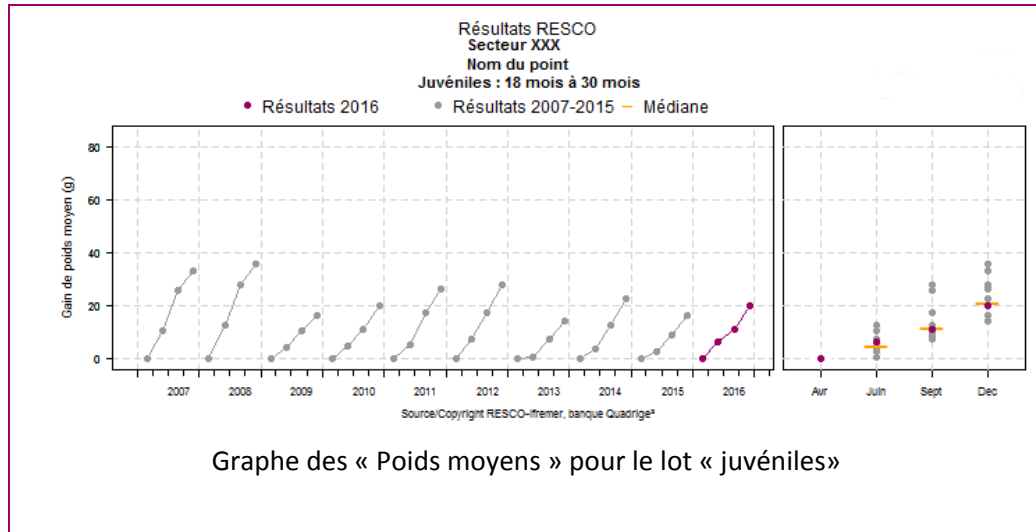 Résultats RESCO
Secteur XXX
Nom du point
Juvéniles : 18 mois à 30 mois
Résultats 2016 Résultats 2007-2015 Médiane
Gain de poids moyen (g)
80
60
40
20
0
2007 2008 2009 2010 2011 2012 2013 2014 2015 2016
Avr Juin Sept Dec
Source/Copyright RESCO-Ifremer, banque Quadrige²
Graphe des « Poids moyens » pour le lot « juvéniles»